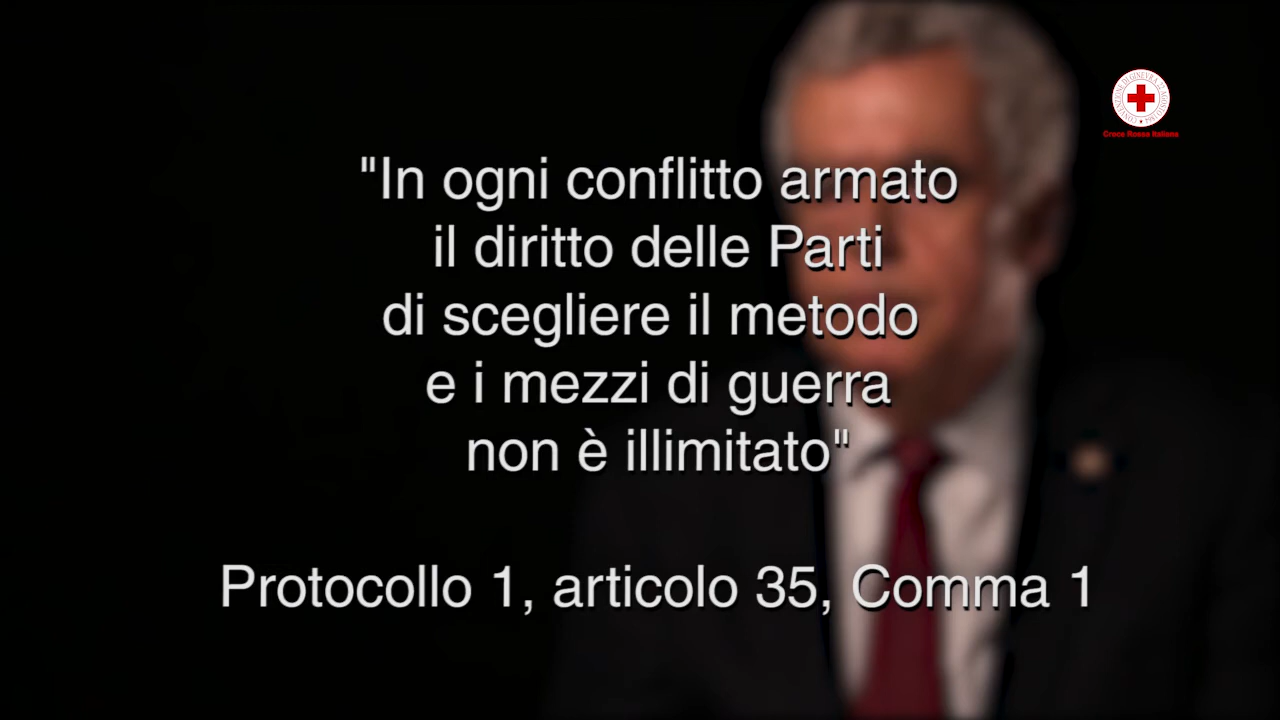 "In ogni conflitto armato
il diritto delle Parti
di scegliere il metodo
e i mezzi di guerra
non è illimitato"
Protocollo 1, articolo 35, Comma 1
Croce Rossa Italiana